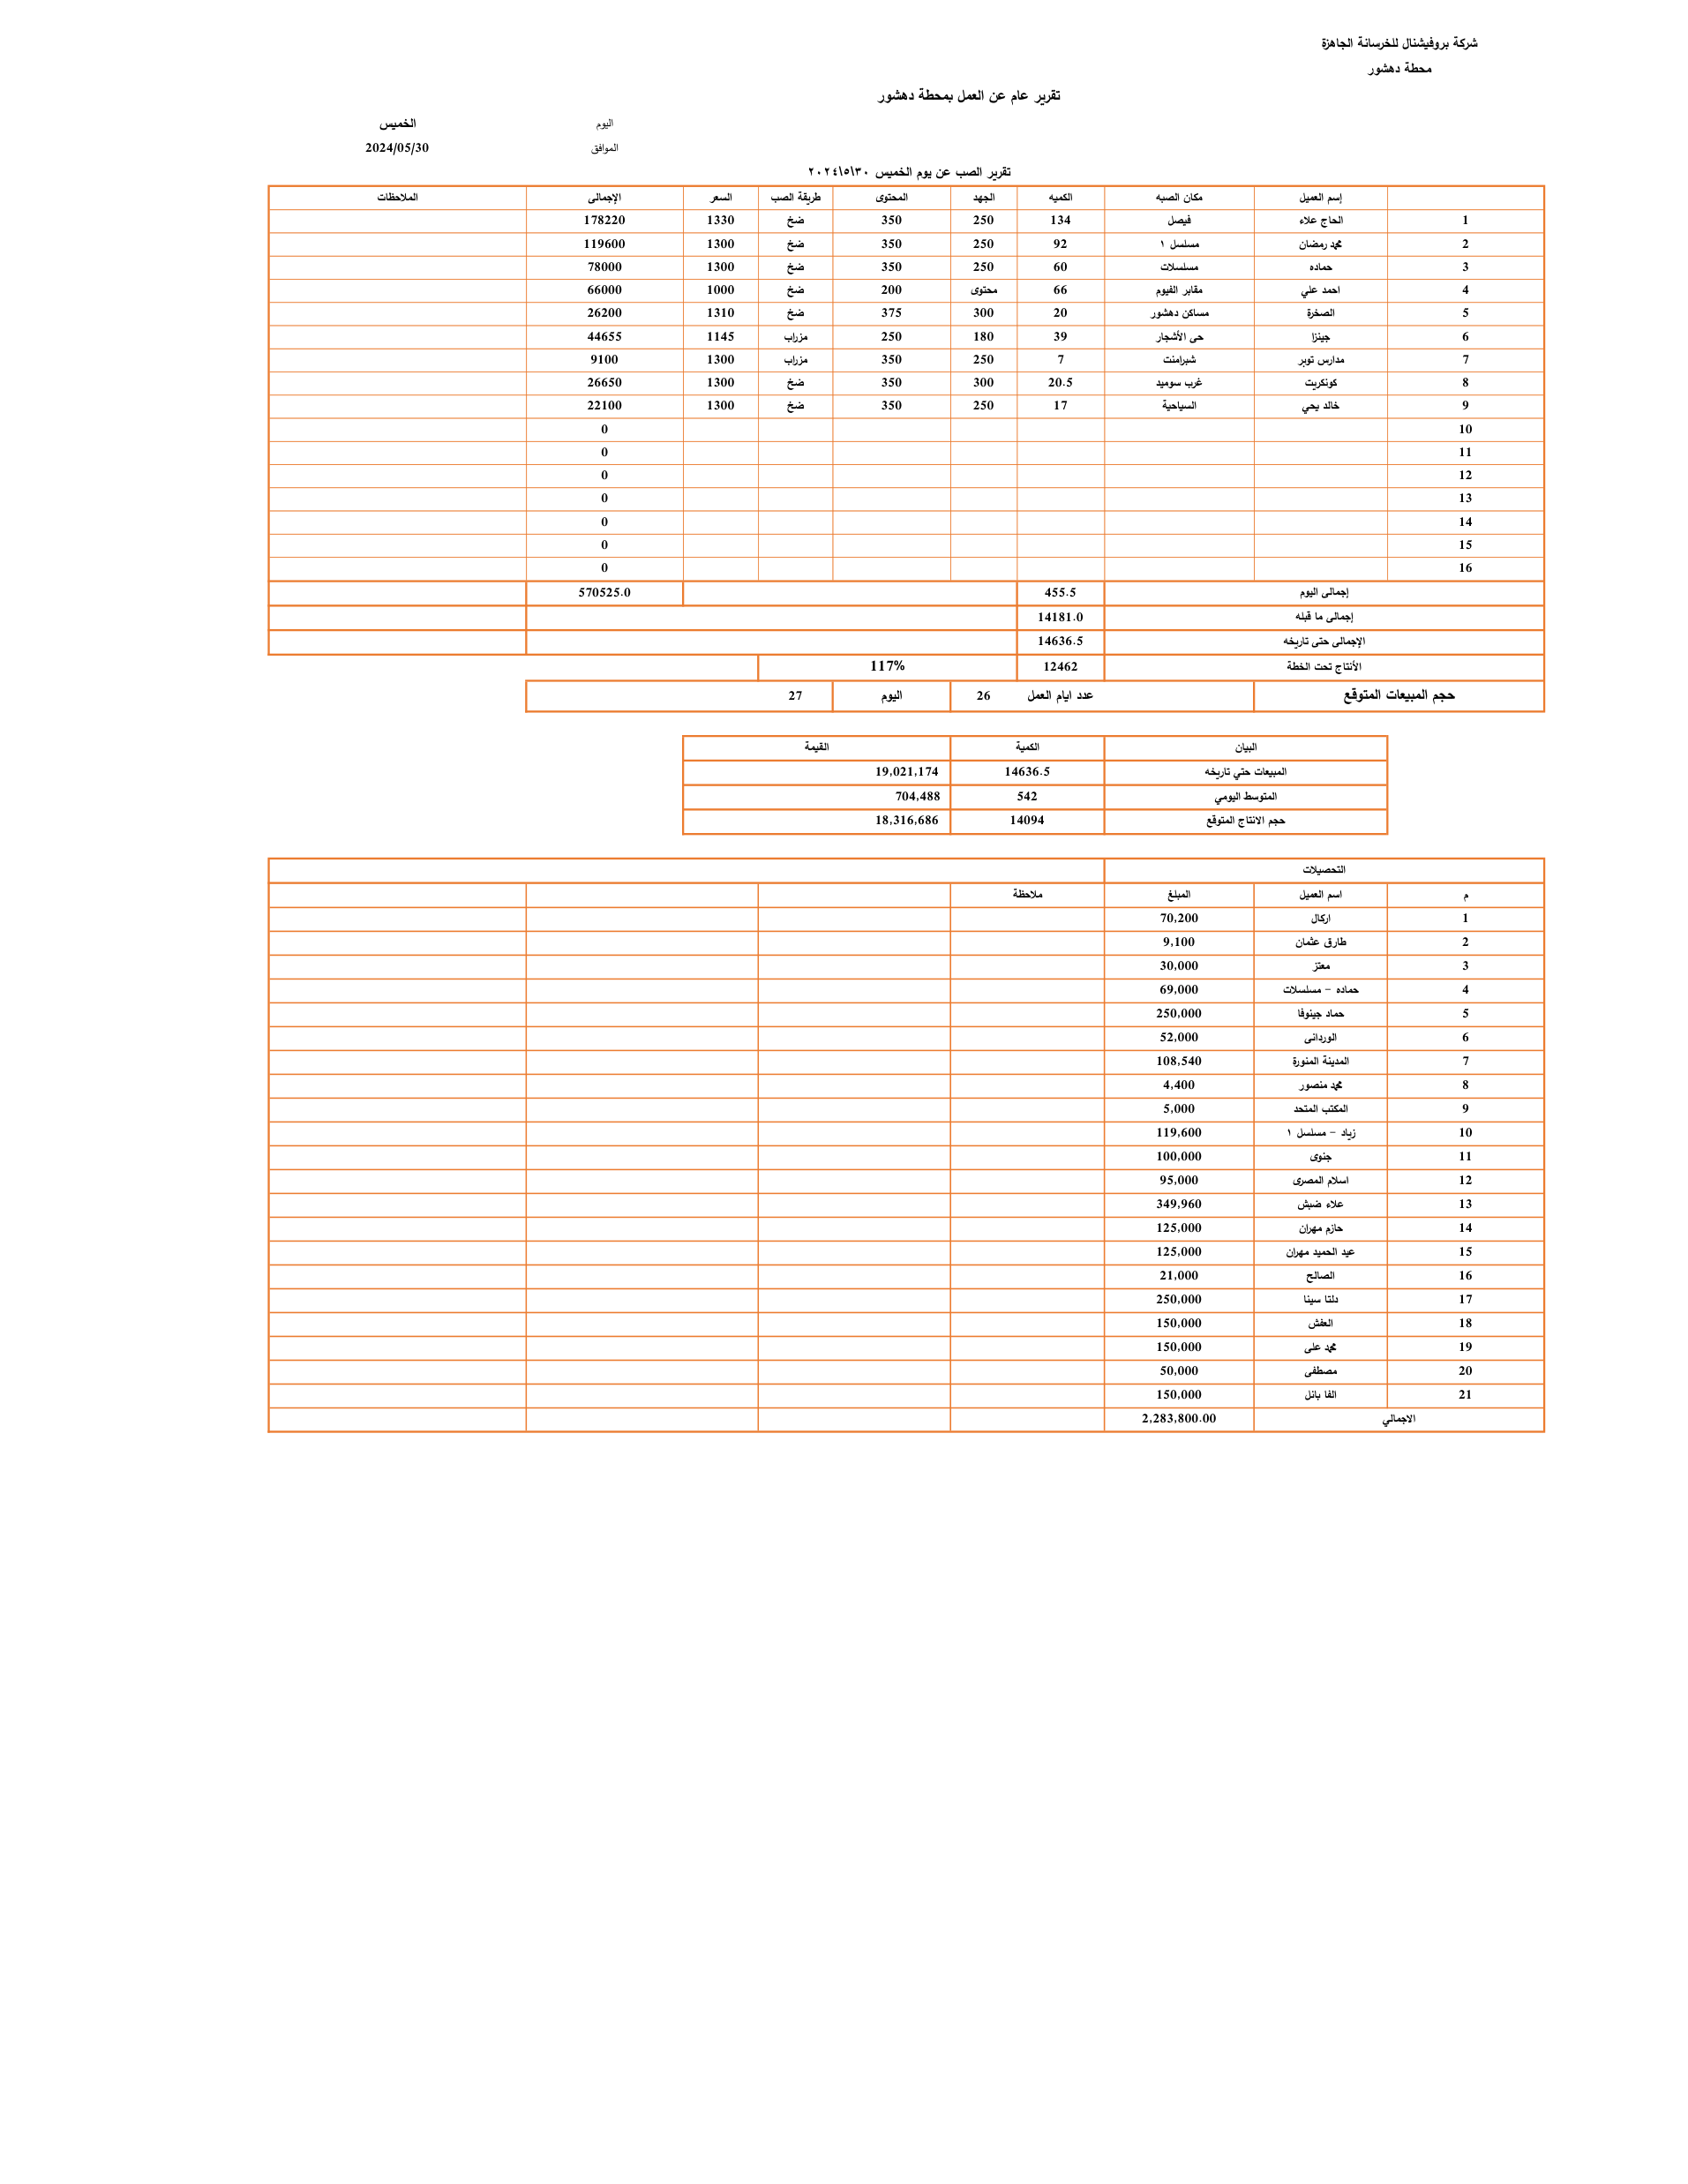 شركة بروفيشنال للخرسانة الجاهزة
محطة دهشور
تقرير عام عن العمل بمحطة دهشور
اليوم الخميس
الموافق 2024/05/30
تقرير الصب عن يوم الخميس ٢٠٢٤\٥\٣٠
إسم العميل مكان الصبه الكميه الجهد المحتوى طريقة الصب السعر الإجمالى الملاحظات
1 الحاج علاء فيصل 134 250 350 ضخ 1330 178220
2 محمد رمضان مسلسل ١ 92 250 350 ضخ 1300 119600
3 حماده مسلسلات 60 250 350 ضخ 1300 78000
4 احمد علي مقابر الفيوم 66 محتوى 200 ضخ 1000 66000
5 الصخرة مساكن دهشور 20 300 375 ضخ 1310 26200
6 جينزا حى الأشجار 39 180 250 مزراب 1145 44655
7 مدارس توبر شبرامنت 7 250 350 مزراب 1300 9100
8 كونكريت غرب سوميد 20.5 300 350 ضخ 1300 26650
9 خالد يحي السياحية 17 250 350 ضخ 1300 22100
10 0
11 0
12 0
13 0
14 0
15 0
16 0
إجمالى اليوم 455.5 570525.0
إجمالى ما قبله 14181.0
الإجمالى حتى تاريخه 14636.5
الأنتاج تحت الخطة 12462 117%
حجم المبيعات المتوقع عدد ايام العمل 26 اليوم 27
البيان الكمية القيمة
المبيعات حتي تاريخه 14636.5 19,021,174
المتوسط اليومي 542 704,488
حجم الانتاج المتوقع 14094 18,316,686
التحصيلات
م اسم العميل المبلغ ملاحظة
1 اركال 70,200
2 طارق عثمان 9,100
3 معتز 30,000
4 حماده - مسلسلات 69,000
5 حماد جينوفا 250,000
6 الوردانى 52,000
7 المدينة المنورة 108,540
8 محمد منصور 4,400
9 المكتب المتحد 5,000
10 زياد - مسلسل ١ 119,600
11 جنوى 100,000
12 اسلام المصرى 95,000
13 علاء ضبش 349,960
14 حازم مهران 125,000
15 عيد الحميد مهران 125,000
16 الصالح 21,000
17 دلتا سينا 250,000
18 العفش 150,000
19 محمد على 150,000
20 مصطفى 50,000
21 الفا بانل 150,000
الاجمالي 2,283,800.00